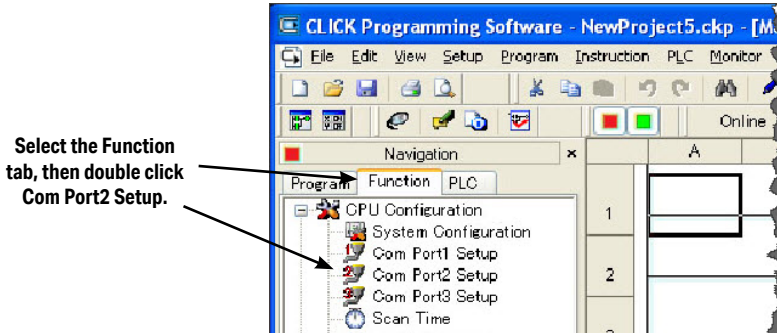 CLICK Programming Software - NewProject5.ckp - [M
File Edit View Setup Program Instruction PLC Monitor
Online
Select the Function
tab, then double click
Com Port2 Setup.
Navigation
A
Program Function PLC
CPU Configuration
System Configuration
Com Port1 Setup
Com Port2 Setup
Com Port3 Setup
Scan Time
1
2